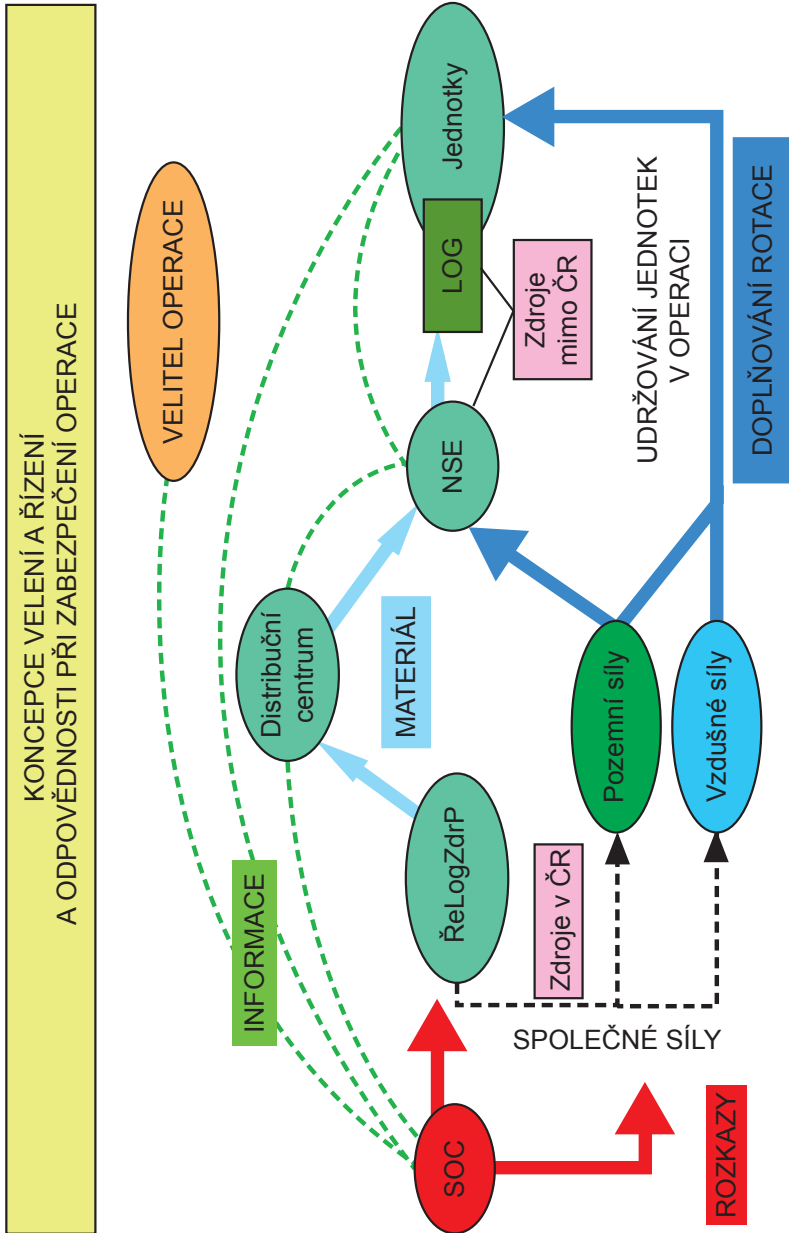 KONCEPCE VELENÍ A ŘÍZENÍ
A ODPOVĚDNOSTI PŘI ZABEZPEČENÍ OPERACE
VELITEL OPERACE
INFORMACE
Distribuční
centrum
Jednotky
LOG
NSE
MATERIÁL
ŘeLogZdrP
SOC
Zdroje
mimo ČR
Zdroje v ČR
SPOLEČNÉ SÍLY
Pozemní síly
Vzdušné síly
UDRŽOVÁNÍ JEDNOTEK
V OPERACI
ROZKAZY
DOPLŇOVÁNÍ ROTACE